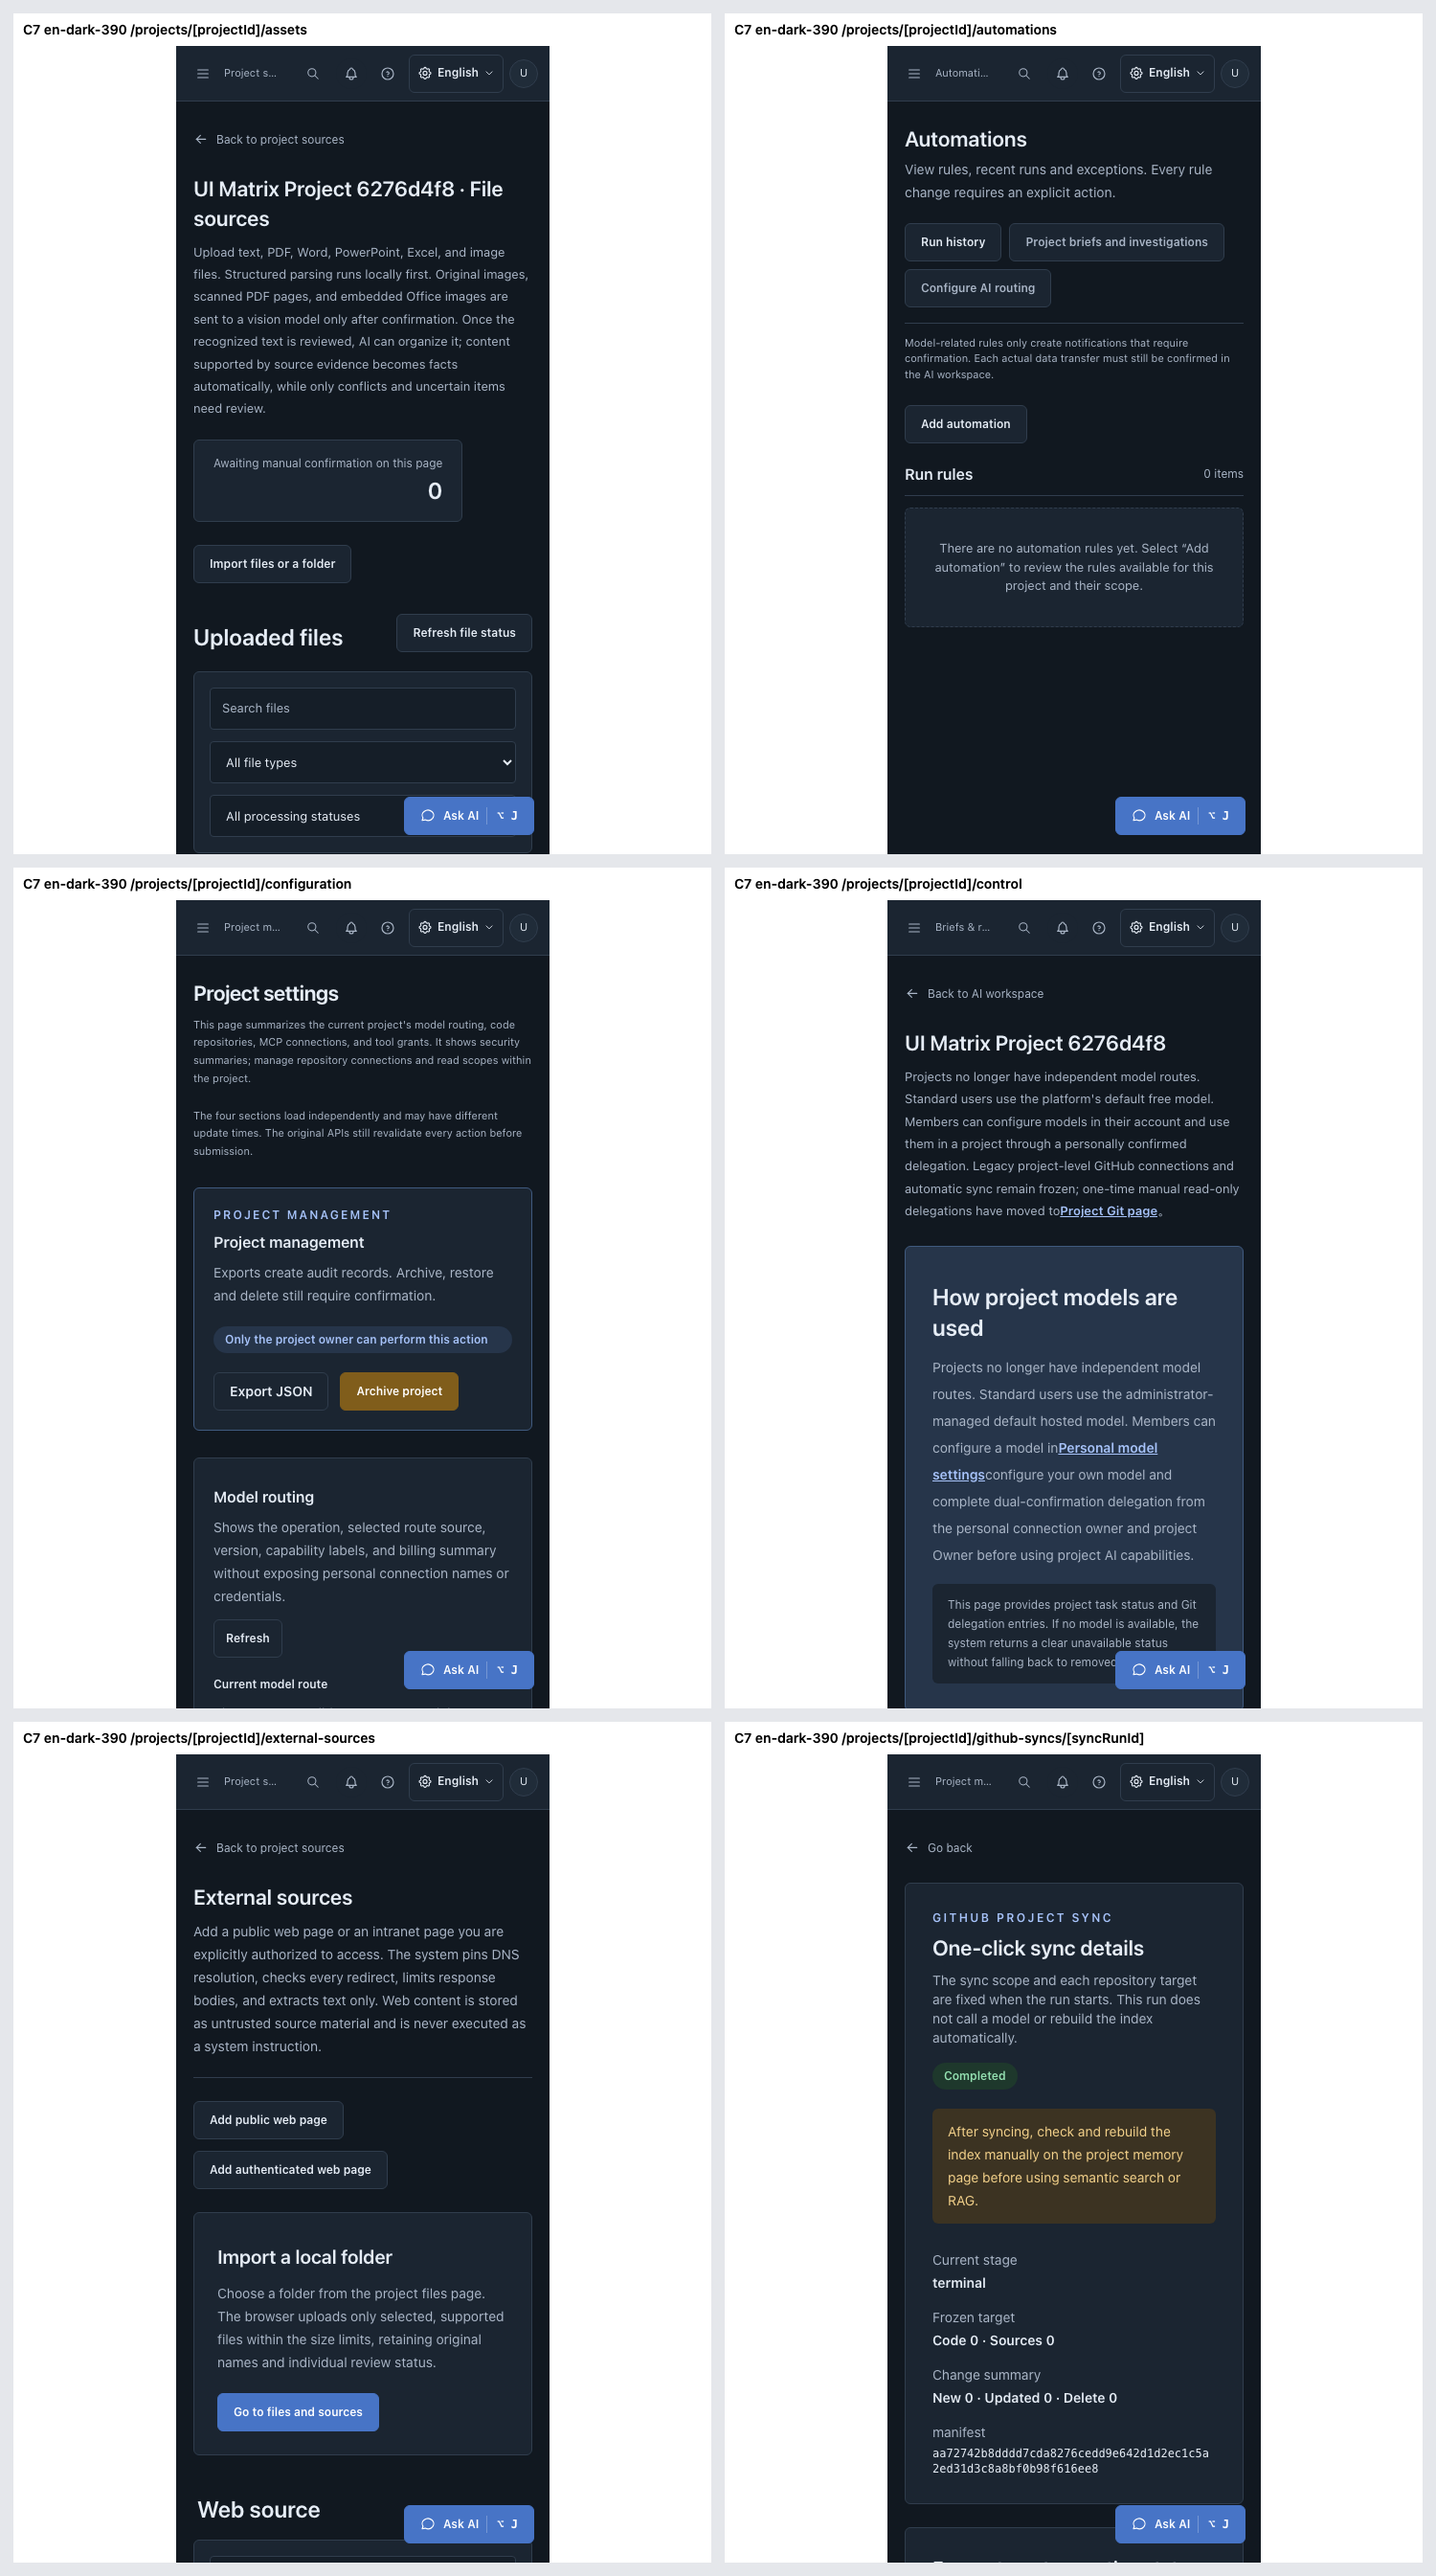 C7 en-dark-390 /projects/[projectId]/assets
Project s...
English
U
Back to project sources
UI Matrix Project 6276d4f8 · File
sources
Upload text, PDF, Word, PowerPoint, Excel, and image
files. Structured parsing runs locally first. Original images,
scanned PDF pages, and embedded Office images are
sent to a vision model only after confirmation. Once the
recognized text is reviewed, AI can organize it; content
supported by source evidence becomes facts
automatically, while only conflicts and uncertain items
need review.
Awaiting manual confirmation on this page
0
Import files or a folder
Uploaded files
Refresh file status
Search files
All file types
All processing statuses
Ask AI
⌥ J
C7 en-dark-390 /projects/[projectId]/automations
Automati...
English
U
Automations
View rules, recent runs and exceptions. Every rule
change requires an explicit action.
Run history
Project briefs and investigations
Configure AI routing
Model-related rules only create notifications that require
confirmation. Each actual data transfer must still be confirmed in
the AI workspace.
Add automation
Run rules
0 items
There are no automation rules yet. Select “Add
automation” to review the rules available for this
project and their scope.
Ask AI
⌥ J
C7 en-dark-390 /projects/[projectId]/configuration
Project m...
English
U
Project settings
This page summarizes the current project's model routing, code
repositories, MCP connections, and tool grants. It shows security
summaries; manage repository connections and read scopes within
the project.
The four sections load independently and may have different
update times. The original APIs still revalidate every action before
submission.
PROJECT MANAGEMENT
Project management
Exports create audit records. Archive, restore
and delete still require confirmation.
Only the project owner can perform this action
Export JSON
Archive project
Model routing
Shows the operation, selected route source,
version, capability labels, and billing summary
without exposing personal connection names or
credentials.
Refresh
Current model route
Ask AI
⌥ J
C7 en-dark-390 /projects/[projectId]/control
Briefs & r...
English
U
Back to AI workspace
UI Matrix Project 6276d4f8
Projects no longer have independent model routes.
Standard users use the platform's default free model.
Members can configure models in their account and use
them in a project through a personally confirmed
delegation. Legacy project-level GitHub connections and
automatic sync remain frozen; one-time manual read-only
delegations have moved toProject Git page。
How project models are
used
Projects no longer have independent model
routes. Standard users use the administrator-
managed default hosted model. Members can
configure a model inPersonal model
settingsconfigure your own model and
complete dual-confirmation delegation from
the personal connection owner and project
Owner before using project AI capabilities.
This page provides project task status and Git
delegation entries. If no model is available, the
system returns a clear unavailable status
without falling back to removed
Ask AI
⌥ J
C7 en-dark-390 /projects/[projectId]/external-sources
Project s...
English
U
Back to project sources
External sources
Add a public web page or an intranet page you are
explicitly authorized to access. The system pins DNS
resolution, checks every redirect, limits response
bodies, and extracts text only. Web content is stored
as untrusted source material and is never executed as
a system instruction.
Add public web page
Add authenticated web page
Import a local folder
Choose a folder from the project files page.
The browser uploads only selected, supported
files within the size limits, retaining original
names and individual review status.
Go to files and sources
Web source
Ask AI
⌥ J
C7 en-dark-390 /projects/[projectId]/github-syncs/[syncRunId]
Project m...
English
U
Go back
GITHUB PROJECT SYNC
One-click sync details
The sync scope and each repository target
are fixed when the run starts. This run does
not call a model or rebuild the index
automatically.
Completed
After syncing, check and rebuild the
index manually on the project memory
page before using semantic search or
RAG.
Current stage
terminal
Frozen target
Code 0 · Sources 0
Change summary
New 0 · Updated 0 · Delete 0
manifest
aa72742b8dddd7cda8276cedd9e642d1d2ec1c5a
2ed31d3c8a8bf0b98f616ee8
Ask AI
⌥ J